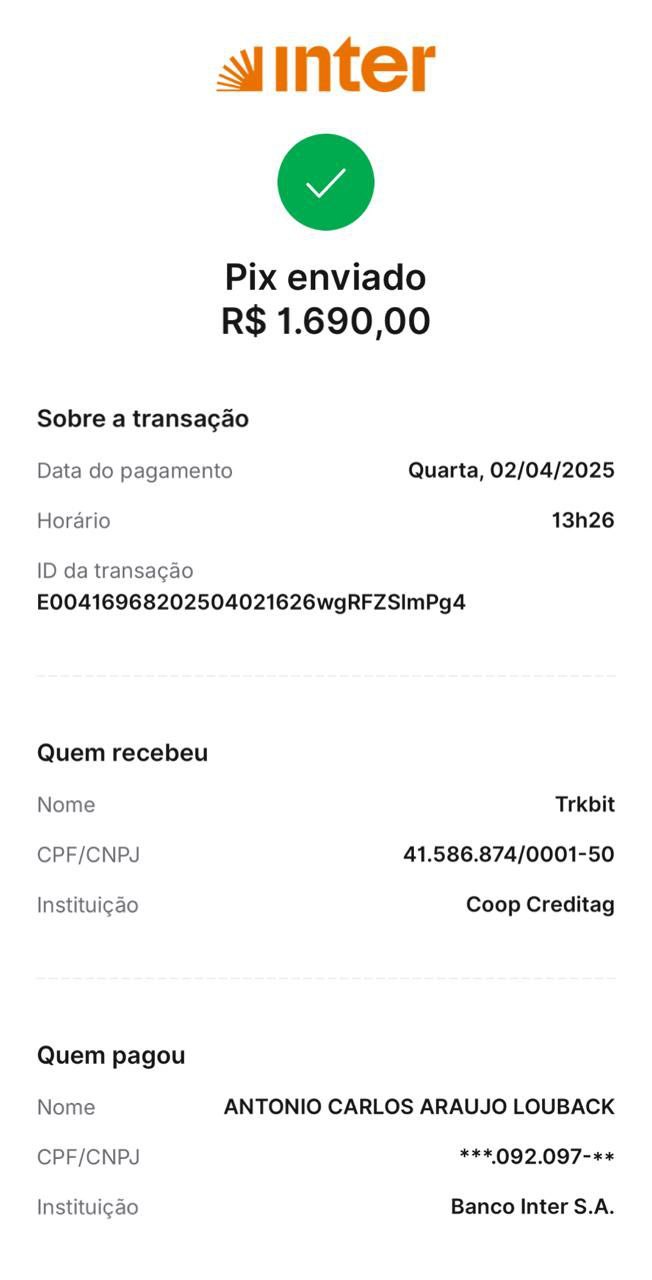 inter
Pix enviado
R$ 1.690,00
Sobre a transação
Data do pagamento Quarta, 02/04/2025
Horário 13h26
ID da transação
E00416968202504021626wgRFZSlmPg4
Quem recebeu
Nome Trkbit
CPF/CNPJ 41.586.874/0001-50
Instituição Coop Creditag
Quem pagou
Nome ANTONIO CARLOS ARAUJO LOUBACK
CPF/CNPJ ***.092.097-**
Instituição Banco Inter S.A.